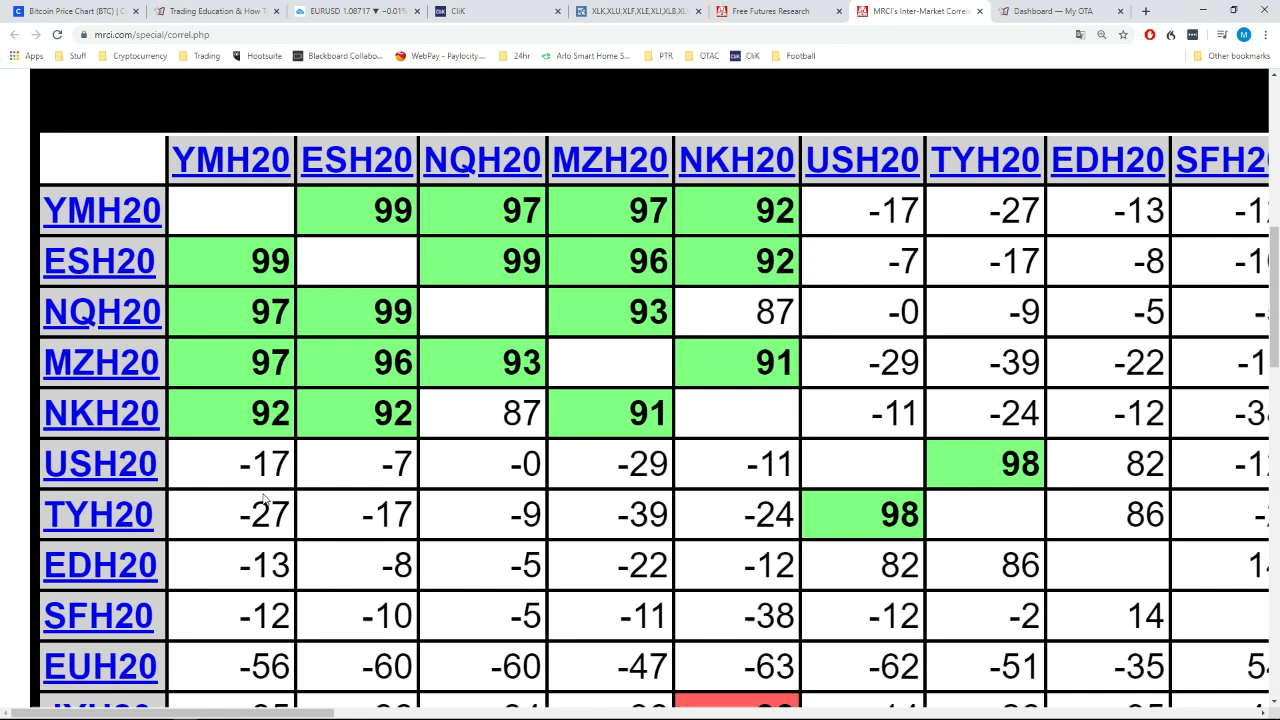 Bitcoin Price Chart (BTC) | C
Trading Education & How T
EURUSD 1.08717 ▼ −0.01%
CliK
XLK,XLU,XLF,XLE,XLI,XLB,XL
Free Futures Research
MRCI's Inter-Market Correla
Dashboard — My OTA
mrci.com/special/correl.php
Apps Stuff Cryptocurrency Trading Hootsuite Blackboard Collabo... WebPay - Paylocity.... 24hr Arlo Smart Home S... PTR OTAC CliK Football Other bookmarks
YMH20 ESH20 NQH20 MZH20 NKH20 USH20 TYH20 EDH20 SFH20
YMH20 99 97 97 92 -17 -27 -13
ESH20 99 99 96 92 -7 -17 -8
NQH20 97 99 93 87 -0 -9 -5
MZH20 97 96 93 91 -29 -39 -22
NKH20 92 92 87 91 -11 -24 -12
USH20 -17 -7 -0 -29 -11 98 82
TYH20 -27 -17 -9 -39 -24 98 86
EDH20 -13 -8 -5 -22 -12 82 86
SFH20 -12 -10 -5 -11 -38 -12 -2 14
EUH20 -56 -60 -60 -47 -63 -62 -51 -35